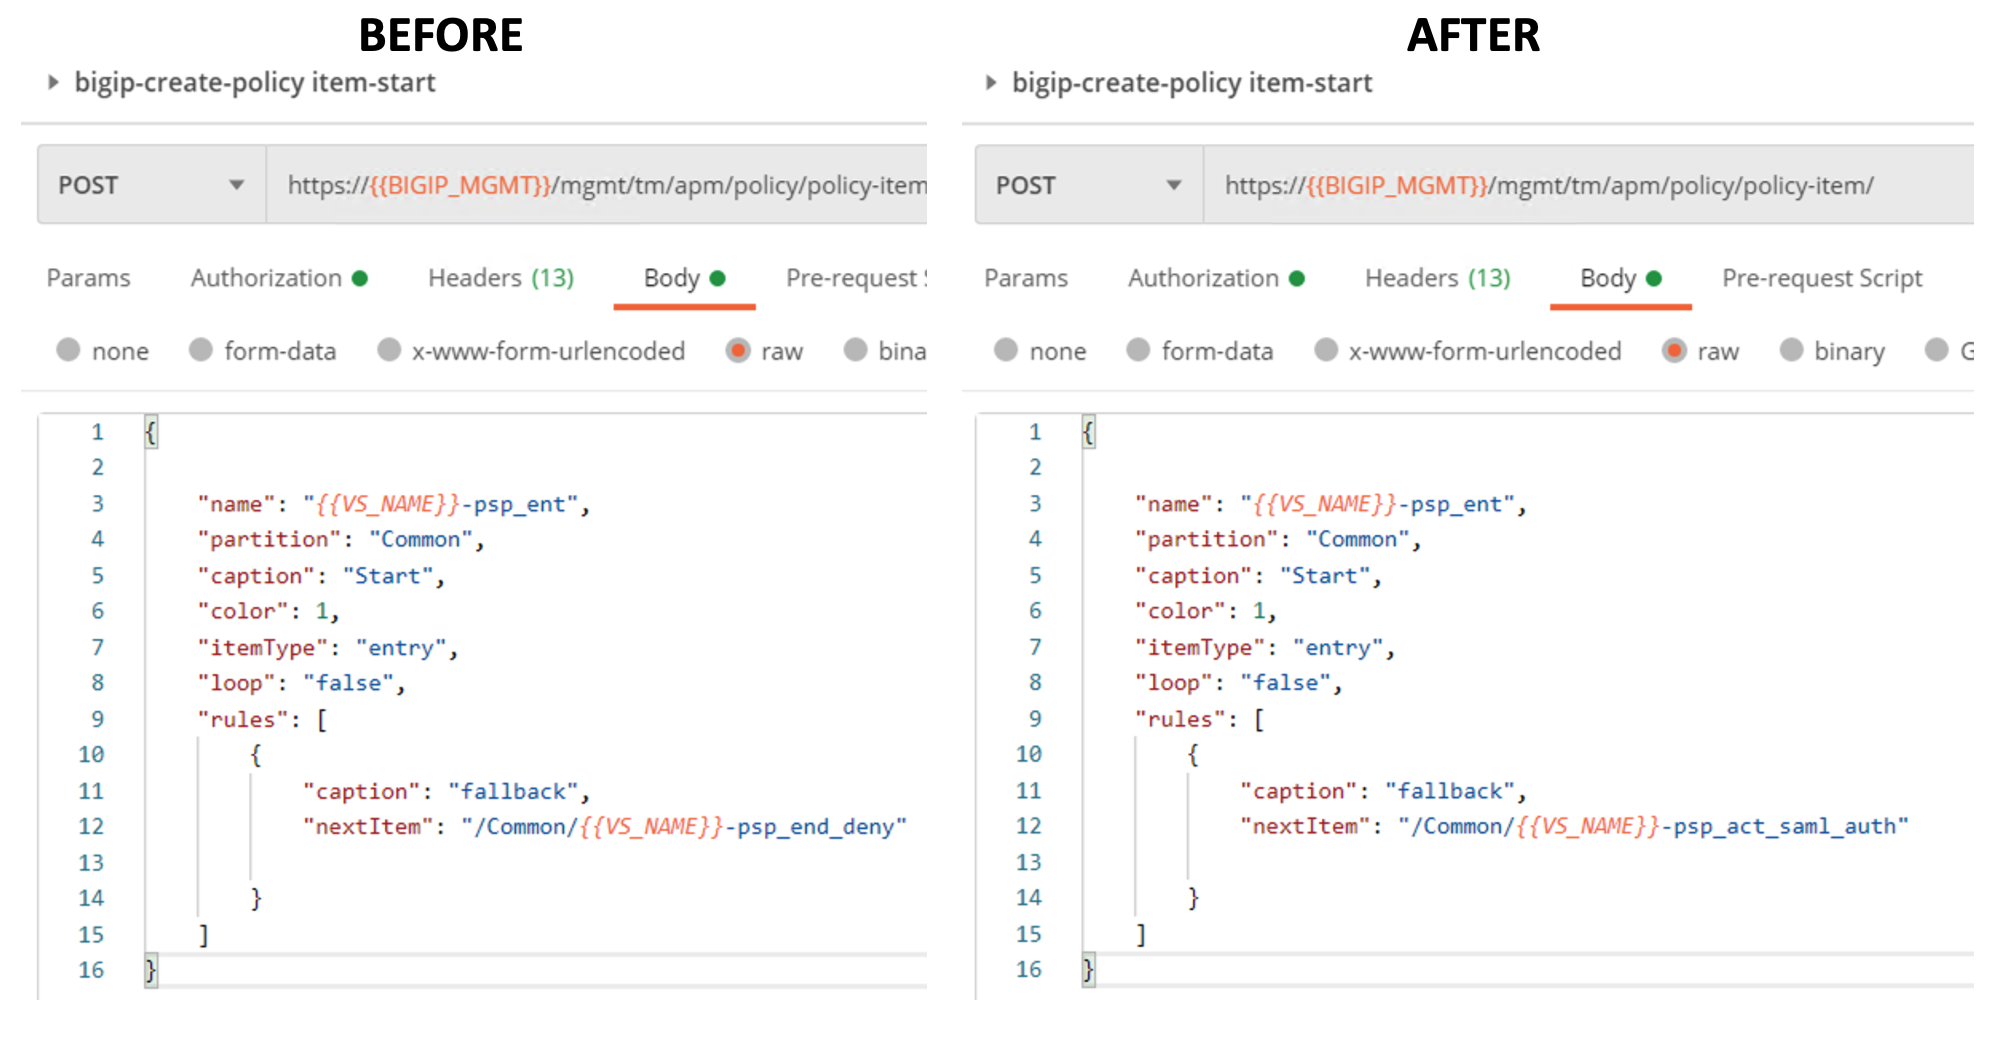 BEFORE
bigip-create-policy item-start
POST https://{{BIGIP_MGMT}}/mgmt/tm/apm/policy/policy-item
Params Authorization Headers (13) Body Pre-request
none form-data x-www-form-urlencoded raw bina
1 {
2
3 "name": "{{VS_NAME}}-psp_ent",
4 "partition": "Common",
5 "caption": "Start",
6 "color": 1,
7 "itemType": "entry",
8 "loop": "false",
9 "rules": [
10 {
11 "caption": "fallback",
12 "nextItem": "/Common/{{VS_NAME}}-psp_end_deny"
13
14 }
15 ]
16 }
AFTER
bigip-create-policy item-start
POST https://{{BIGIP_MGMT}}/mgmt/tm/apm/policy/policy-item/
Params Authorization Headers (13) Body Pre-request Script
none form-data x-www-form-urlencoded raw binary G
1 {
2
3 "name": "{{VS_NAME}}-psp_ent",
4 "partition": "Common",
5 "caption": "Start",
6 "color": 1,
7 "itemType": "entry",
8 "loop": "false",
9 "rules": [
10 {
11 "caption": "fallback",
12 "nextItem": "/Common/{{VS_NAME}}-psp_act_saml_auth"
13
14 }
15 ]
16 }